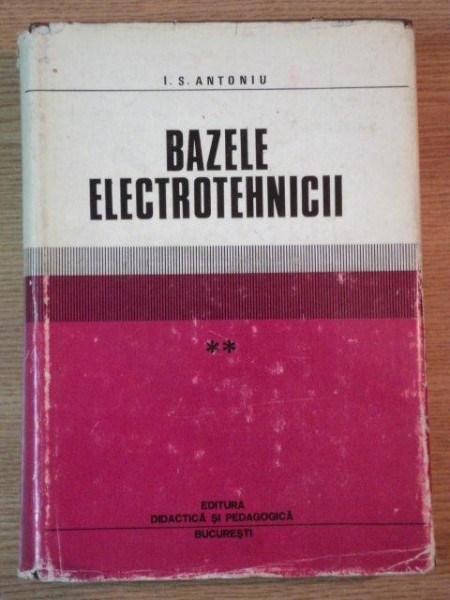 I. S. ANTONIU
BAZELE
ELECTROTEHNICII
**
EDITURA
DIDACTICĂ ȘI PEDAGOGICĂ
BUCUREȘTI